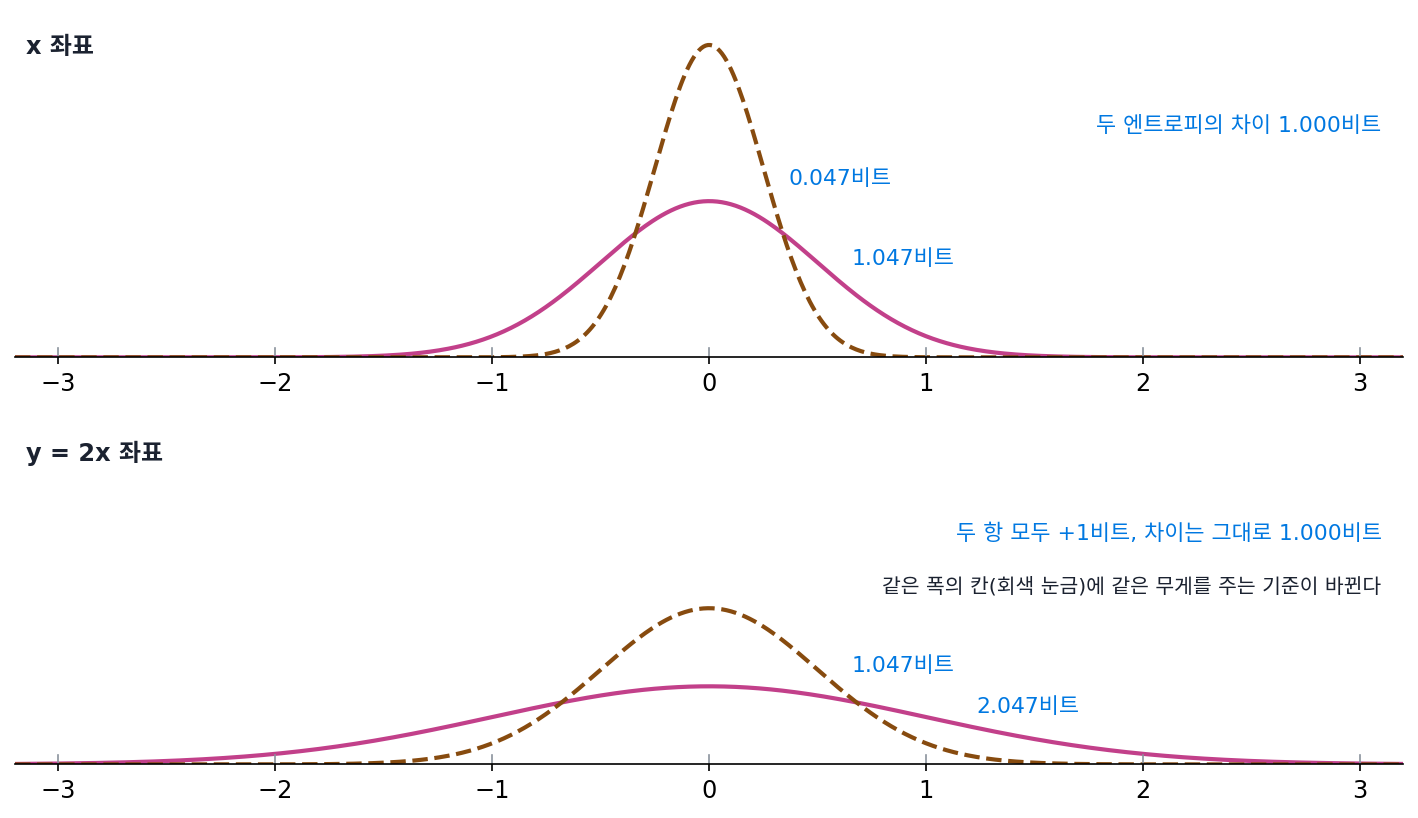 x 좌표
두 엔트로피의 차이 1.000비트
0.047비트
1.047비트
−3
−2
−1
0
1
2
3
y = 2x 좌표
두 항 모두 +1비트, 차이는 그대로 1.000비트
같은 폭의 칸(회색 눈금)에 같은 무게를 주는 기준이 바뀐다
1.047비트
2.047비트
−3
−2
−1
0
1
2
3